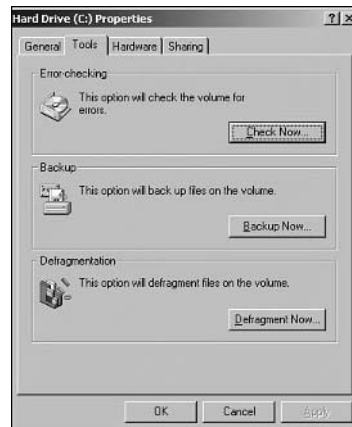 Hard Drive (C:) Properties
General Tools Hardware Sharing
Error-checking
This option will check the volume for
errors.
Check Now...
Backup
This option will back up files on the volume.
Backup Now...
Defragmentation
This option will defragment files on the volume.
Defragment Now...
OK Cancel Apply